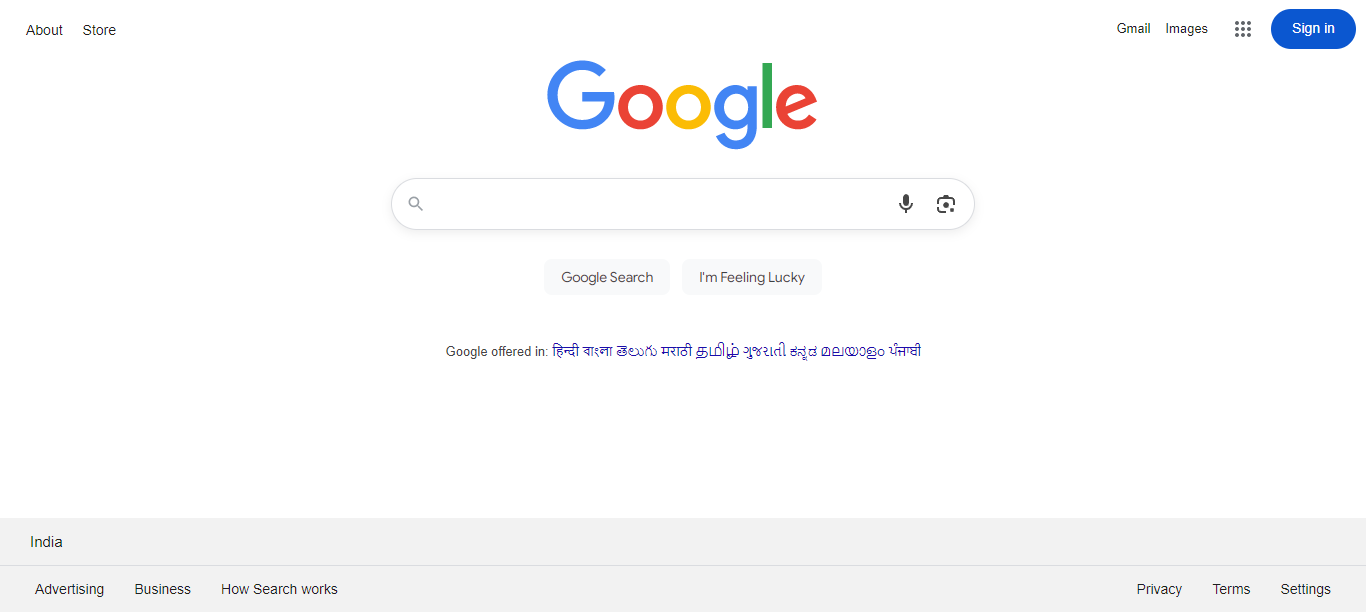 About Store Gmail Images Sign in
Google
Google Search I'm Feeling Lucky
Google offered in: हिन्दी বাংলা తెలుగు मराठी தமிழ் ગુજરાતી ಕನ್ನಡ മലയാളം ਪੰਜਾਬੀ
India
Advertising Business How Search works Privacy Terms Settings